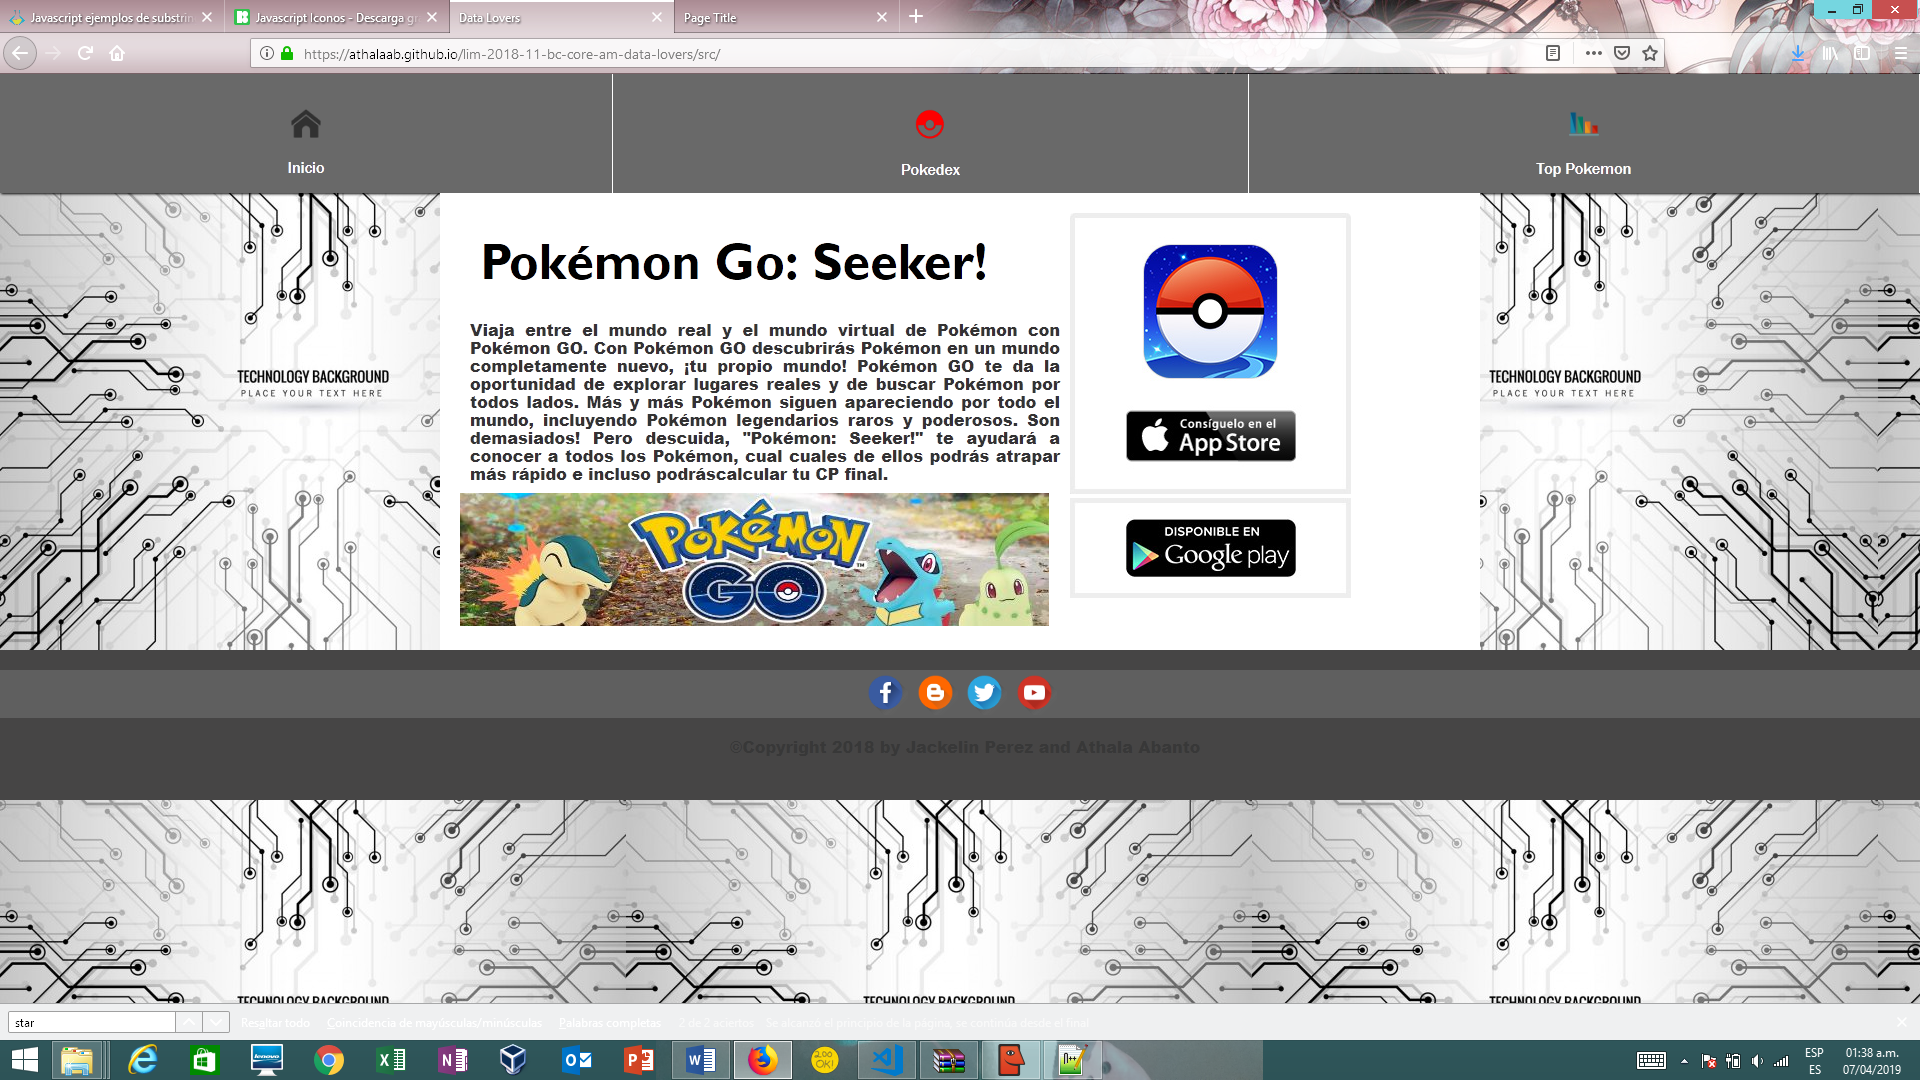 Javascript ejemplos de substrin
Javascript Iconos - Descarga gr
Data Lovers
Page Title
https://athalaab.github.io/lim-2018-11-bc-core-am-data-lovers/src/
Inicio
Pokedex
Top Pokemon
Pokémon Go: Seeker!
Viaja entre el mundo real y el mundo virtual de Pokémon con
Pokémon GO. Con Pokémon GO descubrirás Pokémon en un mundo
completamente nuevo, ¡tu propio mundo! Pokémon GO te da la
oportunidad de explorar lugares reales y de buscar Pokémon por
todos lados. Más y más Pokémon siguen apareciendo por todo el
mundo, incluyendo Pokémon legendarios raros y poderosos. Son
demasiados! Pero descuida, "Pokémon: Seeker!" te ayudará a
conocer a todos los Pokémon, cual cuales de ellos podrás atrapar
más rápido e incluso podráscalcular tu CP final.
POKéMON
GO
TM
Consíguelo en el
App Store
DISPONIBLE EN
Google play
TECHNOLOGY BACKGROUND
PLACE YOUR TEXT HERE
TECHNOLOGY BACKGROUND
PLACE YOUR TEXT HERE
©Copyright 2018 by Jackelin Perez and Athala Abanto
TECHNOLOGY BACKGROUND
TECHNOLOGY BACKGROUND
TECHNOLOGY BACKGROUND
star
Resaltar todo
Coincidencia de mayúsculas/minúsculas
Palabras completas
2 de 2 aciertos
Se alcanzó el principio de la página, se continúa desde el final
lenovo
200
OK!
ESP
ES
01:38 a.m.
07/04/2019